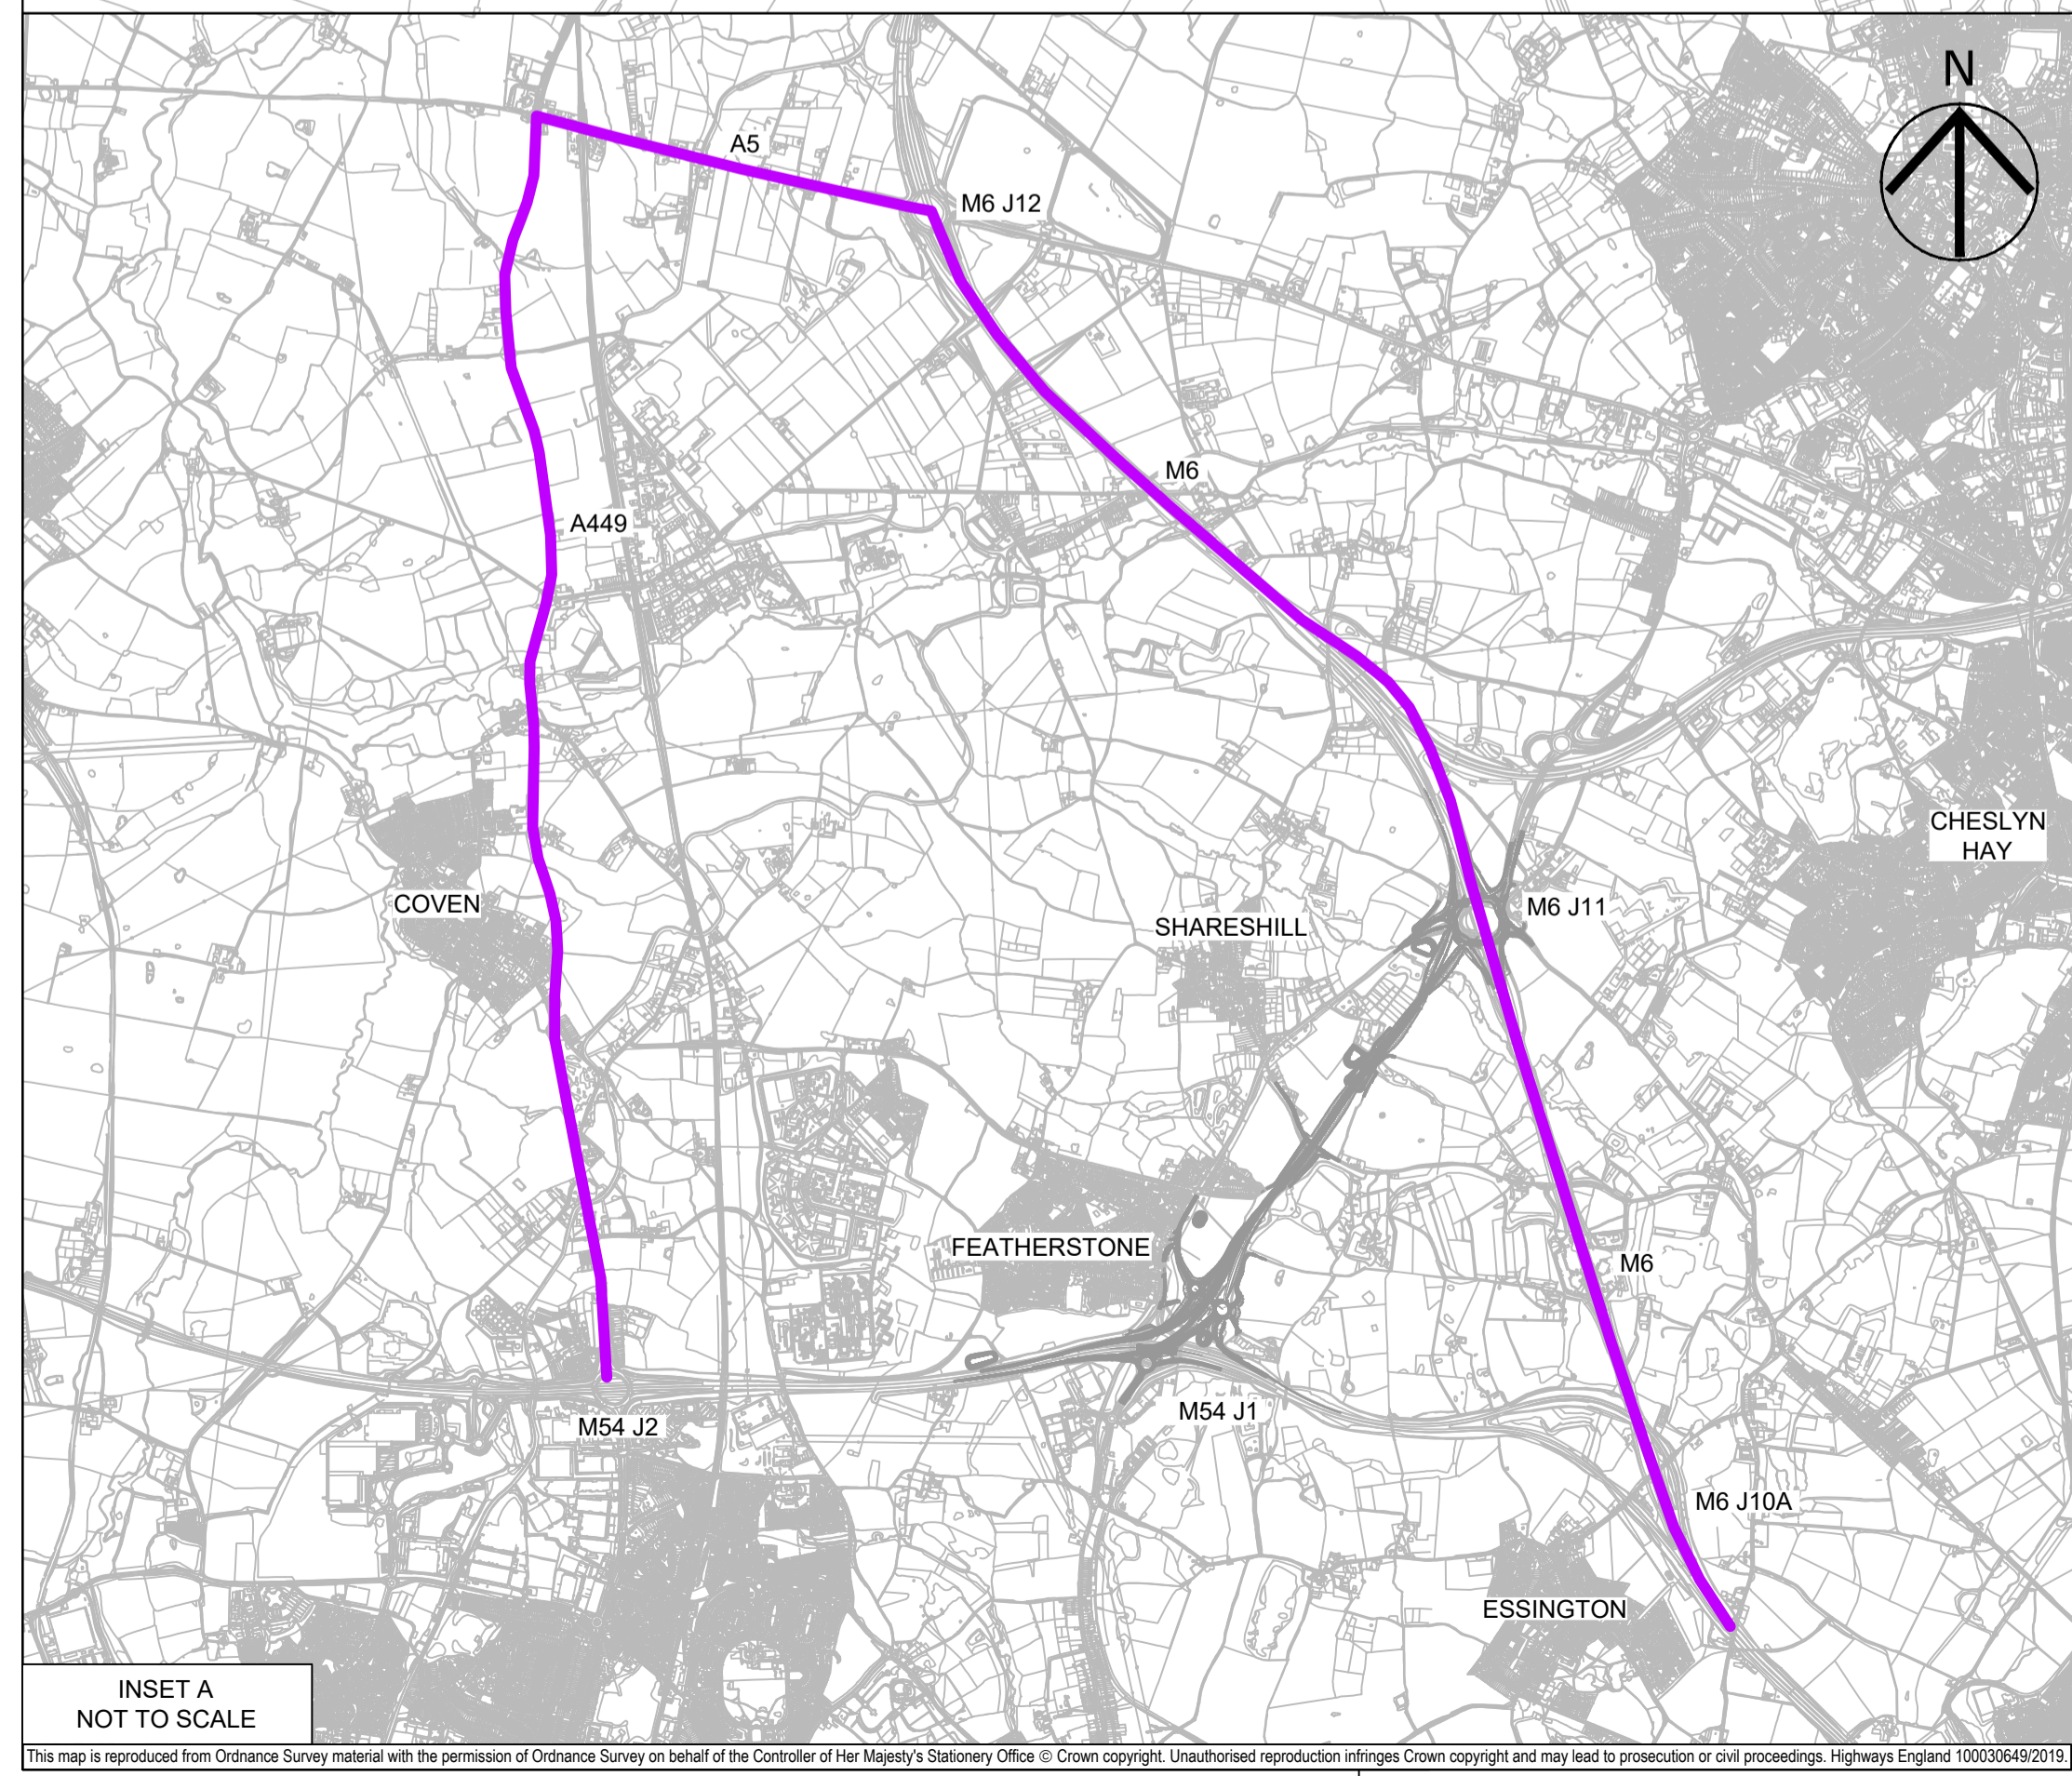 N
A5
M6 J12
M6
A449
CHESLYN
HAY
COVEN
SHARESHILL
M6 J11
FEATHERSTONE
M6
M54 J1
M54 J2
M6 J10A
ESSINGTON
INSET A
NOT TO SCALE
This map is reproduced from Ordnance Survey material with the permission of Ordnance Survey on behalf of the Controller of Her Majesty's Stationery Office © Crown copyright. Unauthorised reproduction infringes Crown copyright and may lead to prosecution or civil proceedings. Highways England 100030649/2019.